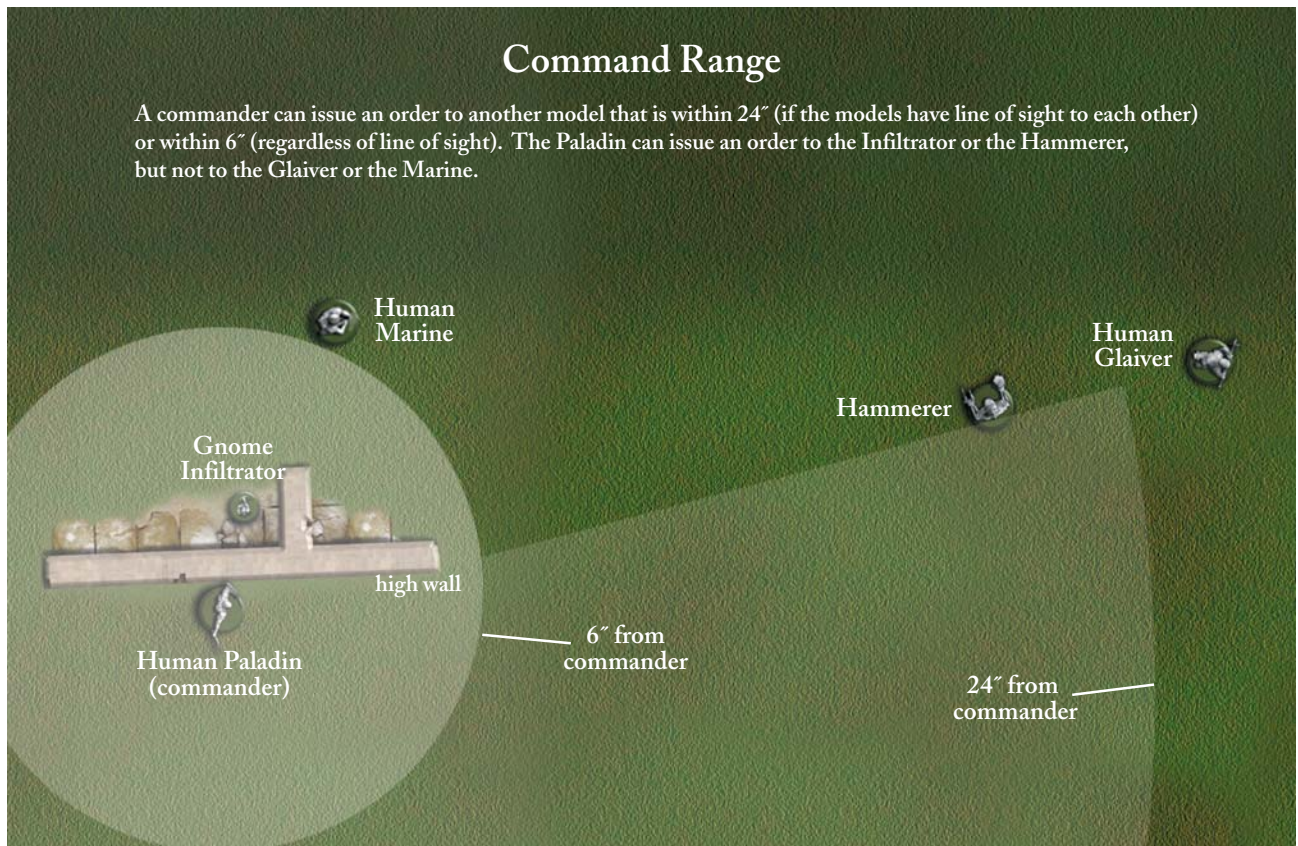 Command Range
A commander can issue an order to another model that is within 24˝ (if the models have line of sight to each other)
or within 6˝ (regardless of line of sight).  The Paladin can issue an order to the Infiltrator or the Hammerer,
but not to the Glaiver or the Marine.
Human
Marine
Human
Glaiver
Hammerer
Gnome
Infiltrator
high wall
6˝ from
commander
Human Paladin
(commander)
24˝ from
commander